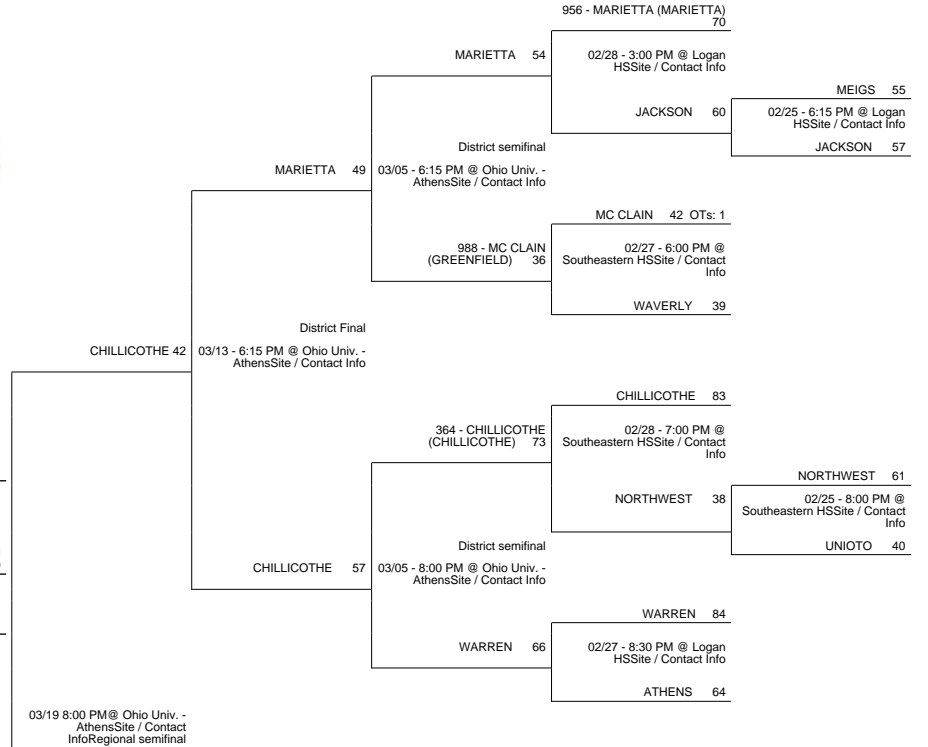 956 - MARIETTA (MARIETTA)
70
MARIETTA 54
02/28 - 3:00 PM @ Logan
HSSite / Contact Info
MEIGS 55
JACKSON 60
02/25 - 6:15 PM @ Logan
HSSite / Contact Info
JACKSON 57
District semifinal
MARIETTA 49
03/05 - 6:15 PM @ Ohio Univ. -
AthensSite / Contact Info
MC CLAIN 42 OTs: 1
988 - MC CLAIN
(GREENFIELD) 36
02/27 - 6:00 PM @
Southeastern HSSite / Contact
Info
WAVERLY 39
District Final
CHILLICOTHE 42
03/13 - 6:15 PM @ Ohio Univ. -
AthensSite / Contact Info
CHILLICOTHE 83
364 - CHILLICOTHE
(CHILLICOTHE) 73
02/28 - 7:00 PM @
Southeastern HSSite / Contact
Info
NORTHWEST 61
NORTHWEST 38
02/25 - 8:00 PM @
Southeastern HSSite / Contact
Info
UNIOTO 40
District semifinal
CHILLICOTHE 57
03/05 - 8:00 PM @ Ohio Univ. -
AthensSite / Contact Info
WARREN 84
WARREN 66
02/27 - 8:30 PM @ Logan
HSSite / Contact Info
ATHENS 64
03/19 8:00 PM@ Ohio Univ. -
AthensSite / Contact
InfoRegional semifinal